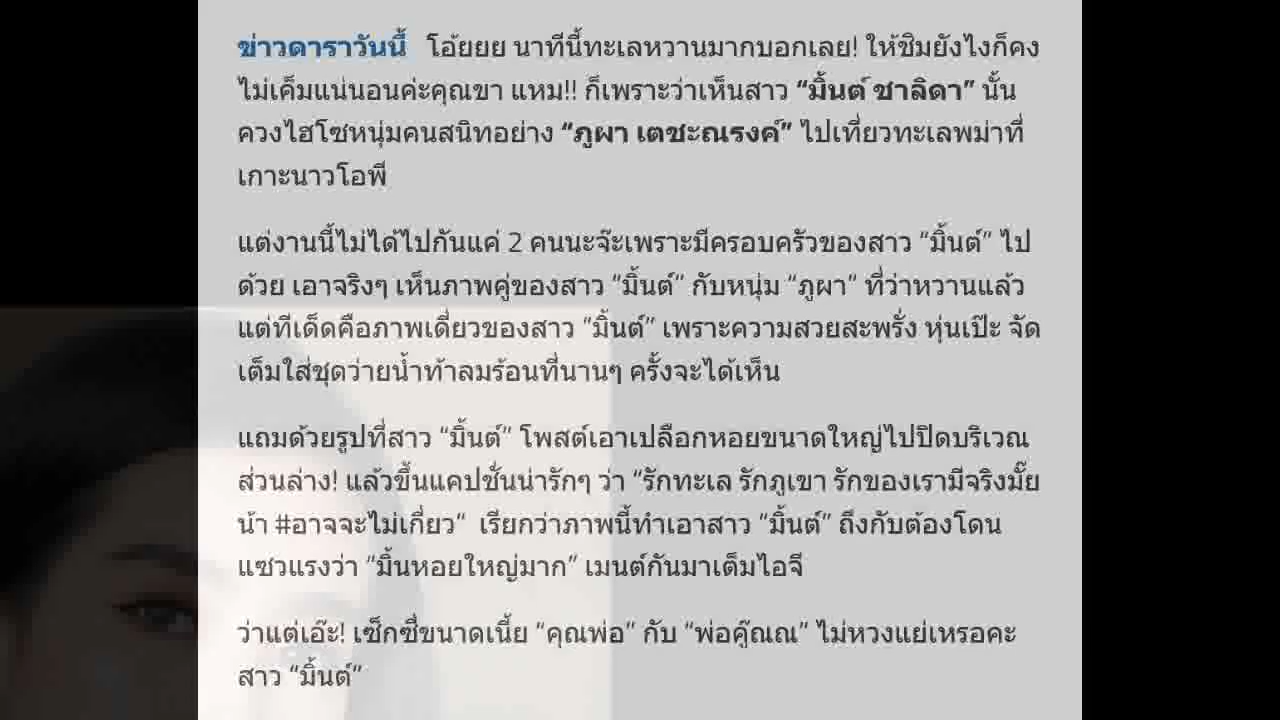 ข่าวดาราวันนี้ โอ้ยยย นาทีนี้ทะเลหวานมากบอกเลย! ให้ชิมยังไงก็คง
ไม่เค็มแน่นอนค่ะคุณขา แหม!! ก็เพราะว่าเห็นสาว “มิ้นต์ ชาลิดา” นั้น
ควงไฮโซหนุ่มคนสนิทอย่าง “ภูผา เตชะณรงค์” ไปเที่ยวทะเลพม่าที่
เกาะนาวโอพี
แต่งานนี้ไม่ได้ไปกันแค่ 2 คนนะจ๊ะเพราะมีครอบครัวของสาว “มิ้นต์” ไป
ด้วย เอาจริงๆ เห็นภาพคู่ของสาว “มิ้นต์” กับหนุ่ม “ภูผา” ที่ว่าหวานแล้ว
แต่ทีเด็ดคือภาพเดี่ยวของสาว “มิ้นต์” เพราะความสวยสะพรั่ง หุ่นเป๊ะ จัด
เต็มใส่ชุดว่ายน้ำท้าลมร้อนที่นานๆ ครั้งจะได้เห็น
แถมด้วยรูปที่สาว “มิ้นต์” โพสต์เอาเปลือกหอยขนาดใหญ่ไปปิดบริเวณ
ส่วนล่าง! แล้วขึ้นแคปชั่นน่ารักๆ ว่า “รักทะเล รักภูเขา รักของเรามีจริงมั๊ย
น้า #อาจจะไม่เกี่ยว” เรียกว่าภาพนี้ทำเอาสาว “มิ้นต์” ถึงกับต้องโดน
แซวแรงว่า “มิ้นหอยใหญ่มาก” เมนต์กันมาเต็มไอจี
ว่าแต่เอ๊ะ! เซ็กซี่ขนาดเนี้ย “คุณพ่อ” กับ “พ่อคู๊ณณ” ไม่หวงแย่เหรอคะ
สาว “มิ้นต์”